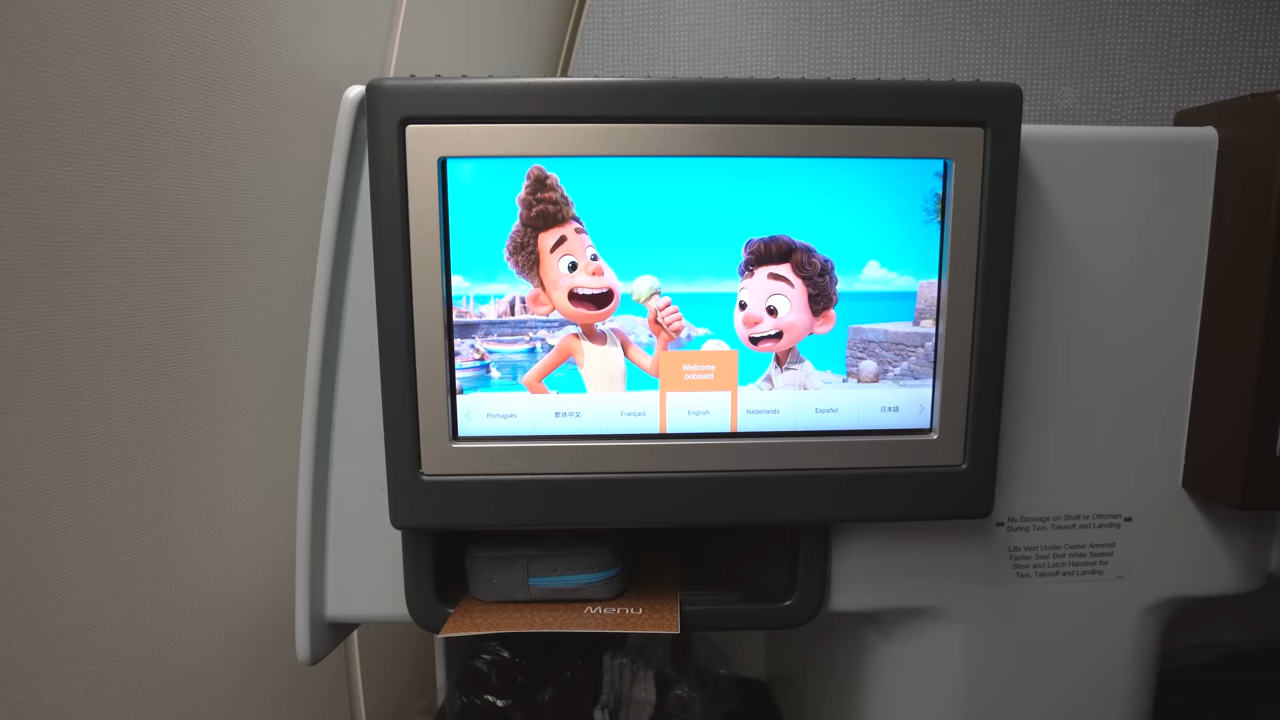 Welcome
onboard
Português
繁体中文
Français
English
Nederlands
Español
日本語
No Stowage on Shelf or Ottoman
During Taxi, Takeoff and Landing
Life Vest Under Center Armrest
Fasten Seat Belt While Seated
Stow and Latch Handset for
Taxi, Takeoff and Landing
Menu